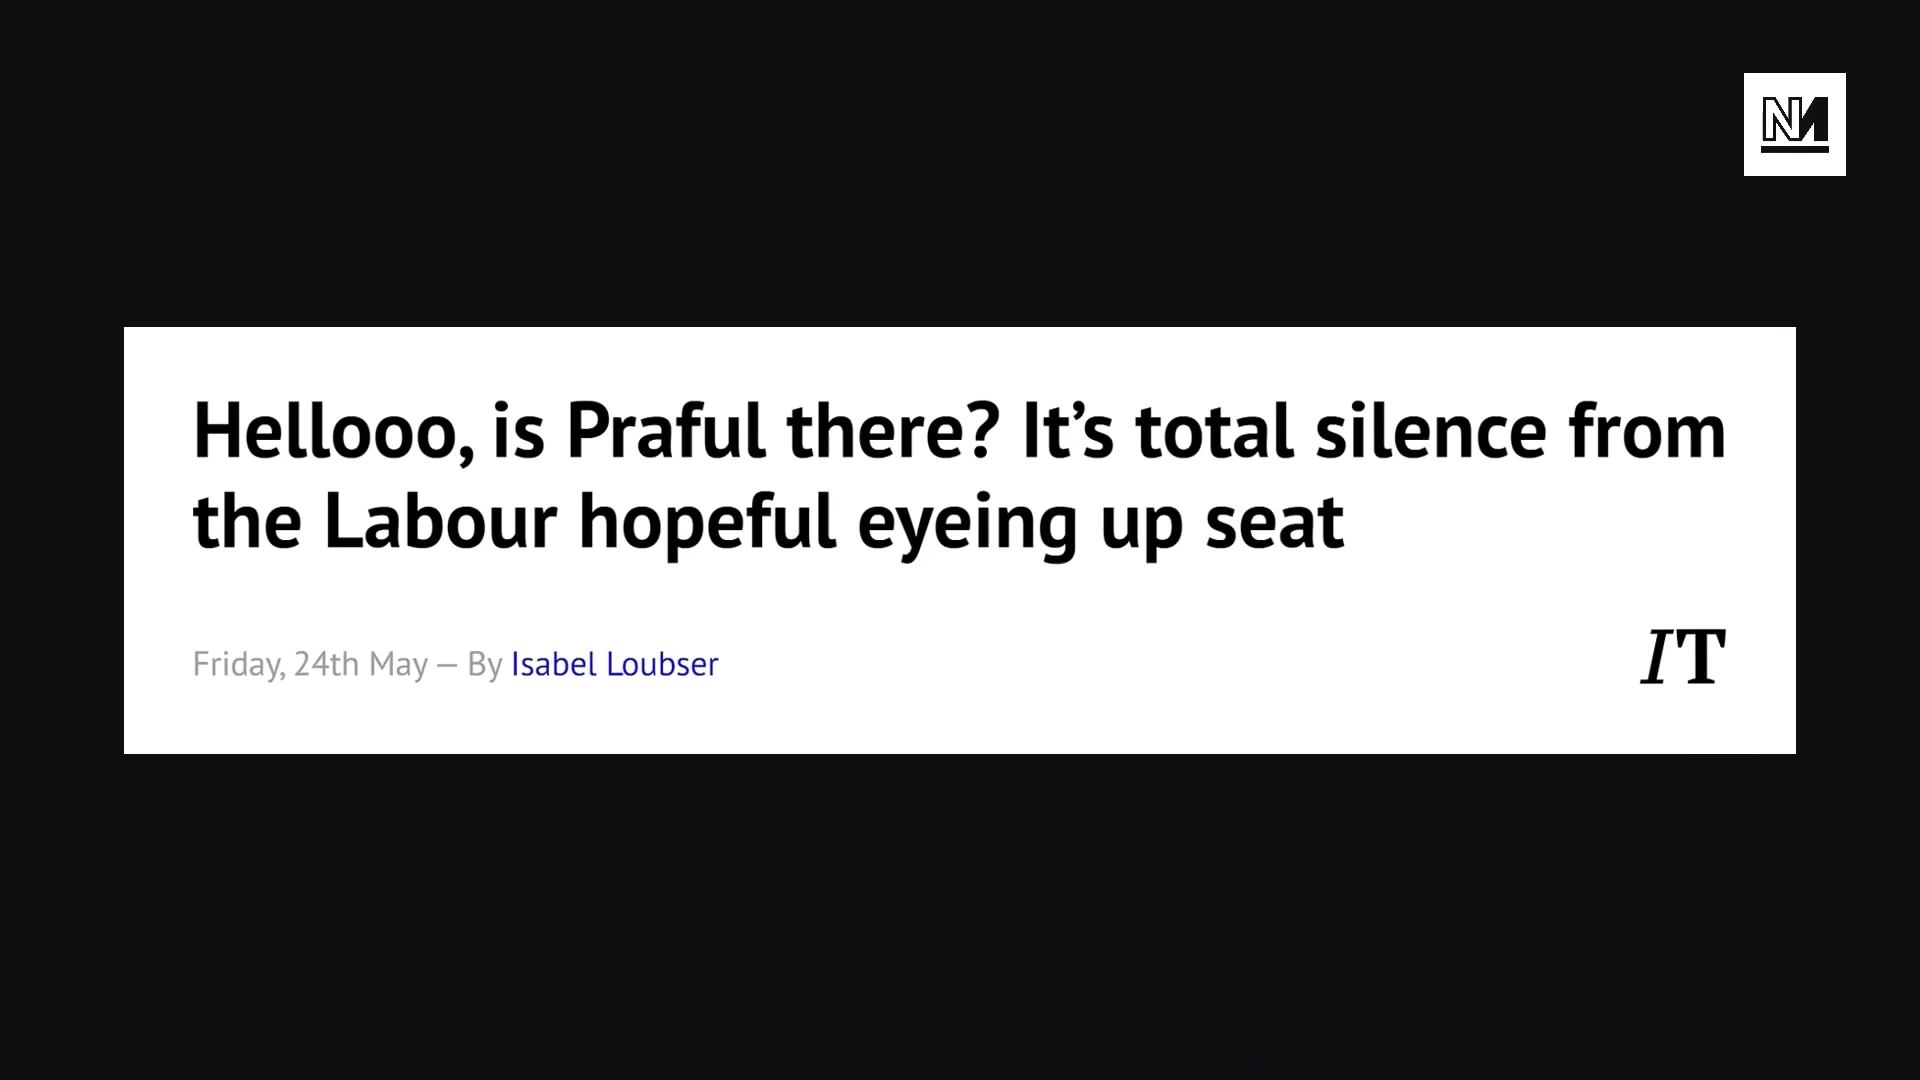 NM
Hellooo, is Praful there? It’s total silence from
the Labour hopeful eyeing up seat
Friday, 24th May — By Isabel Loubser
IT